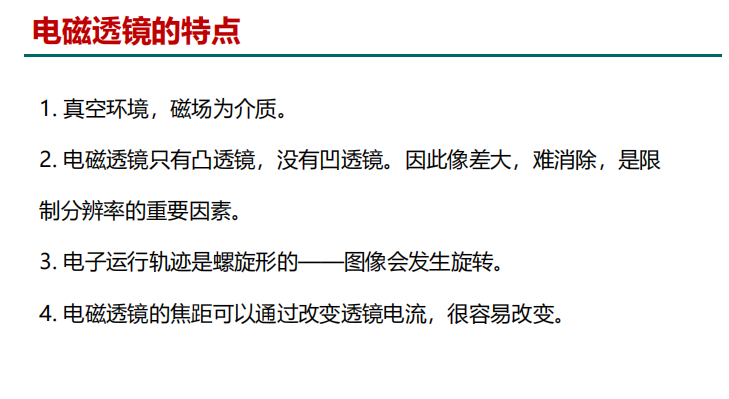 电磁透镜的特点
1. 真空环境，磁场为介质。
2. 电磁透镜只有凸透镜，没有凹透镜。因此像差大，难消除，是限
制分辨率的重要因素。
3. 电子运行轨迹是螺旋形的——图像会发生旋转。
4. 电磁透镜的焦距可以通过改变透镜电流，很容易改变。